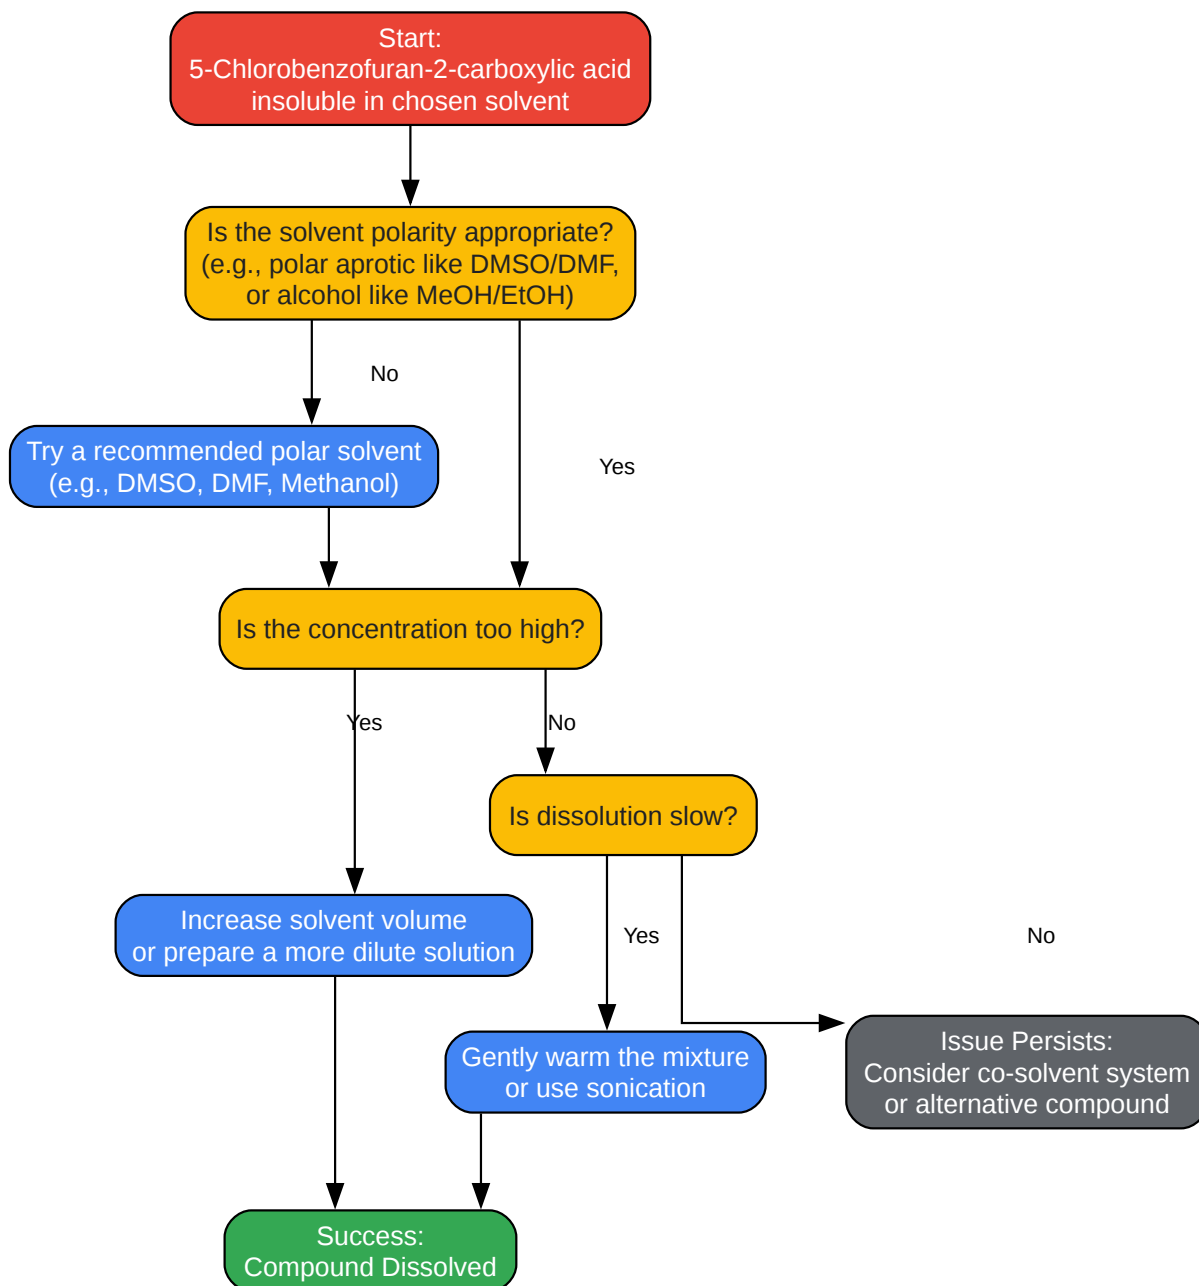 Start:
5-Chlorobenzofuran-2-carboxylic acid
insoluble in chosen solvent
Is the solvent polarity appropriate?
(e.g., polar aprotic like DMSO/DMF,
or alcohol like MeOH/EtOH)
No
Try a recommended polar solvent
(e.g., DMSO, DMF, Methanol)
Yes
Is the concentration too high?
Yes
No
Is dissolution slow?
Increase solvent volume
or prepare a more dilute solution
Yes
No
Gently warm the mixture
or use sonication
Issue Persists:
Consider co-solvent system
or alternative compound
Success:
Compound Dissolved